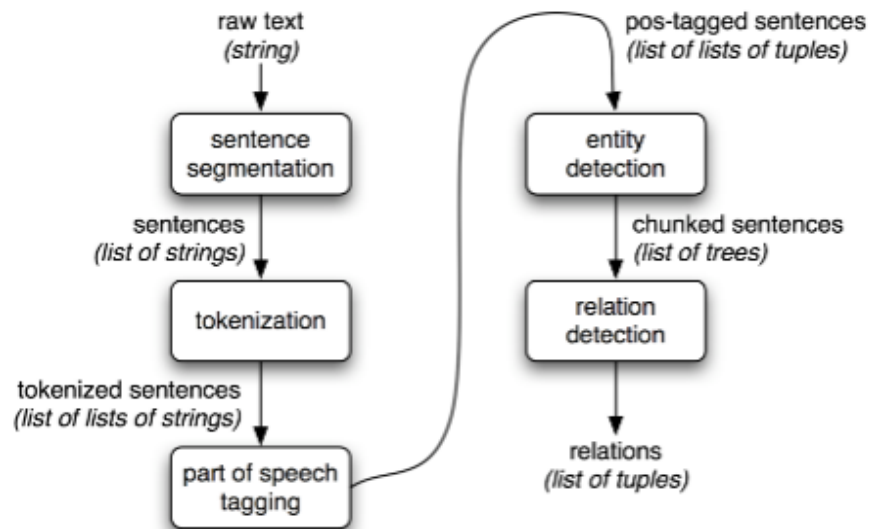 raw text
(string)
sentence
segmentation
sentences
(list of strings)
tokenization
tokenized sentences
(list of lists of strings)
part of speech
tagging
pos-tagged sentences
(list of lists of tuples)
entity
detection
chunked sentences
(list of trees)
relation
detection
relations
(list of tuples)